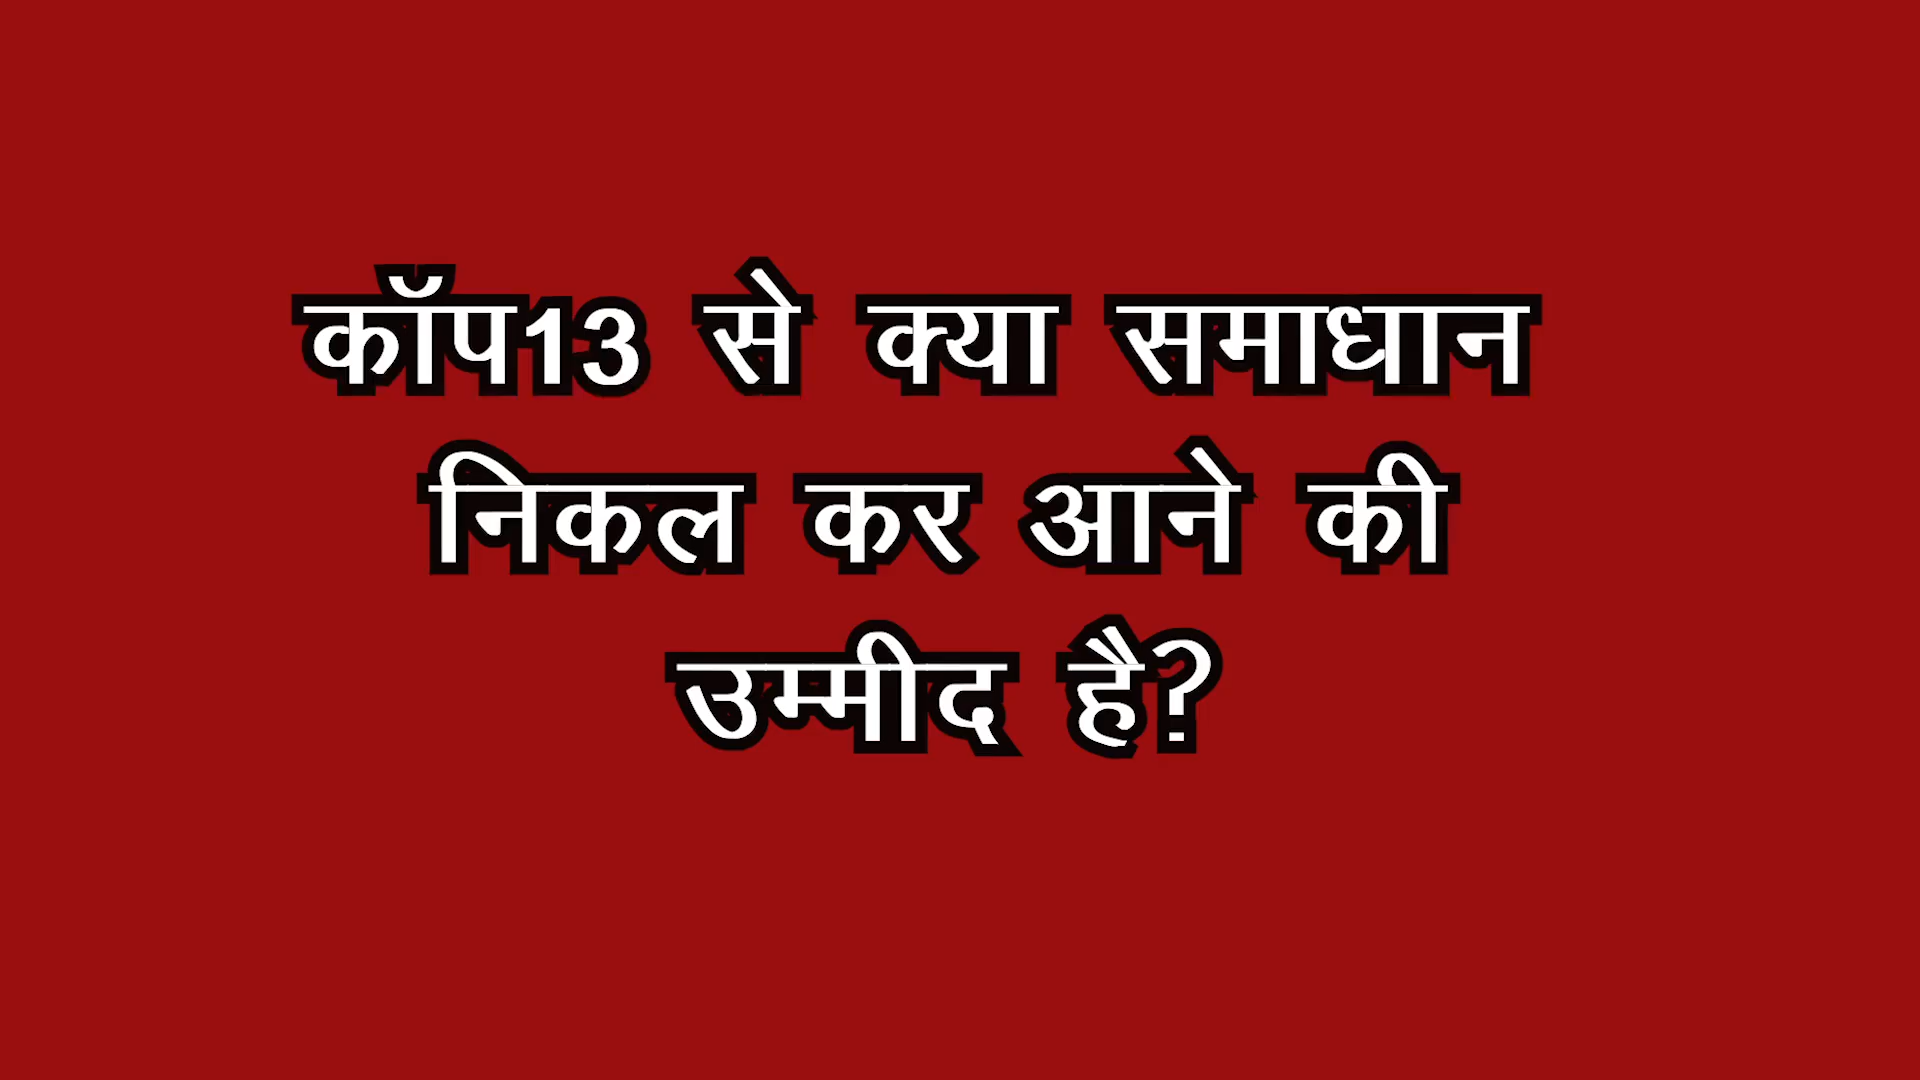 कॉप13 से क्या समाधान
निकल कर आने की
उम्मीद है?